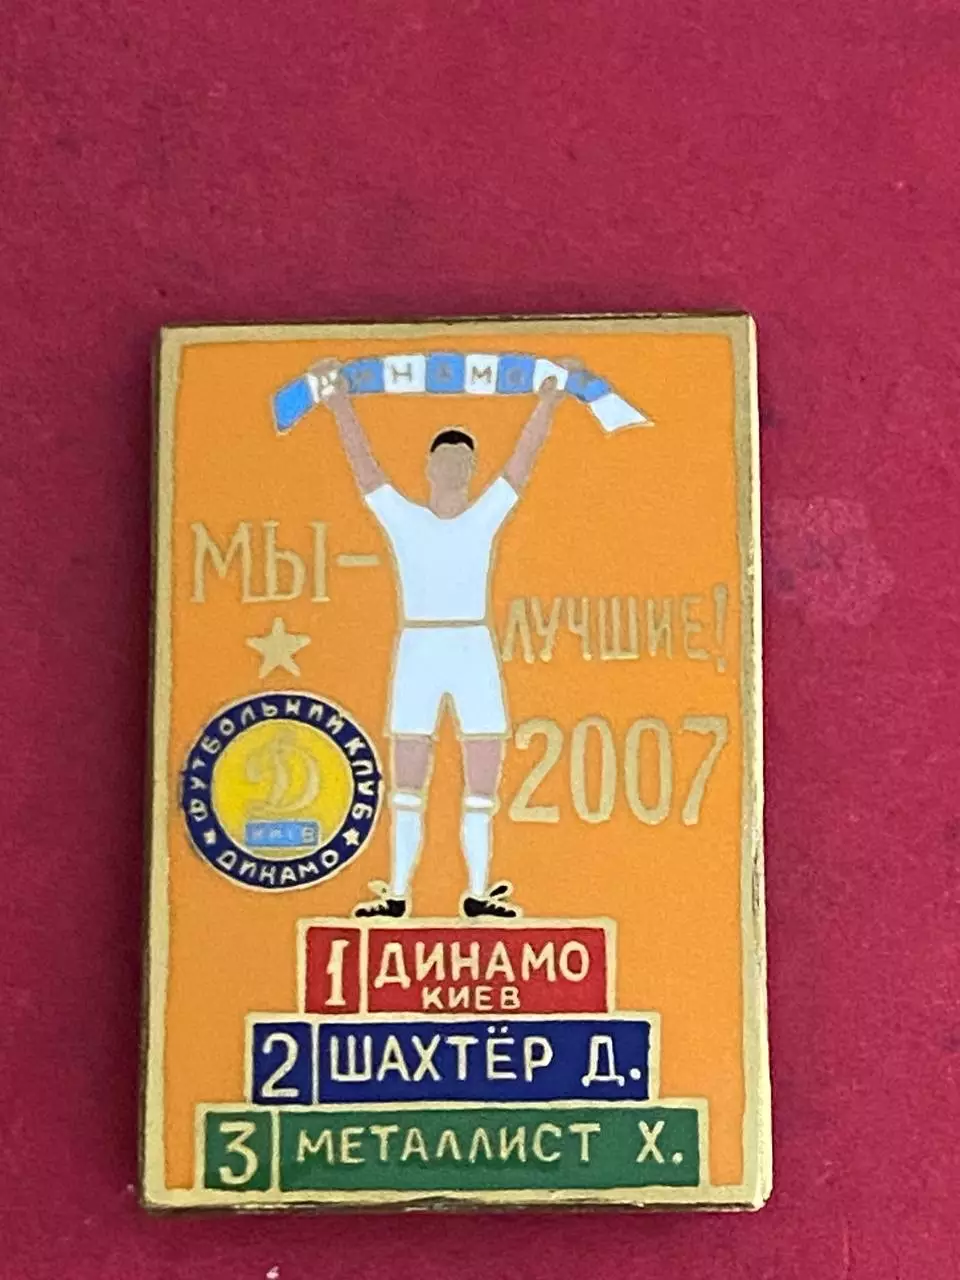 ДИНАМО
МЫ-
ЛУЧШИЕ!
ФУТБОЛЬНИЙ КЛУБ
КИЇВ
ДИНАМО
2007
1 ДИНАМО
КИЕВ
2 ШАХТЁР Д.
3 МЕТАЛЛИСТ Х.